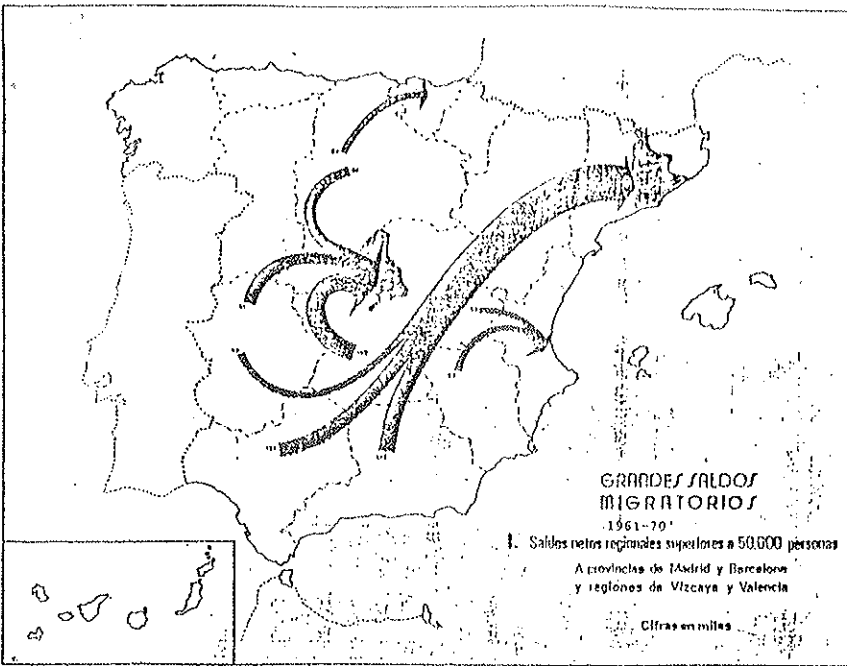 GRANDES SALDOS
MIGRATORIOS
1961-70
1. Saldos netos regionales superiores a 50.000 personas
A provincias de Madrid y Barcelona
y regiones de Vizcaya y Valencia
Cifras en miles